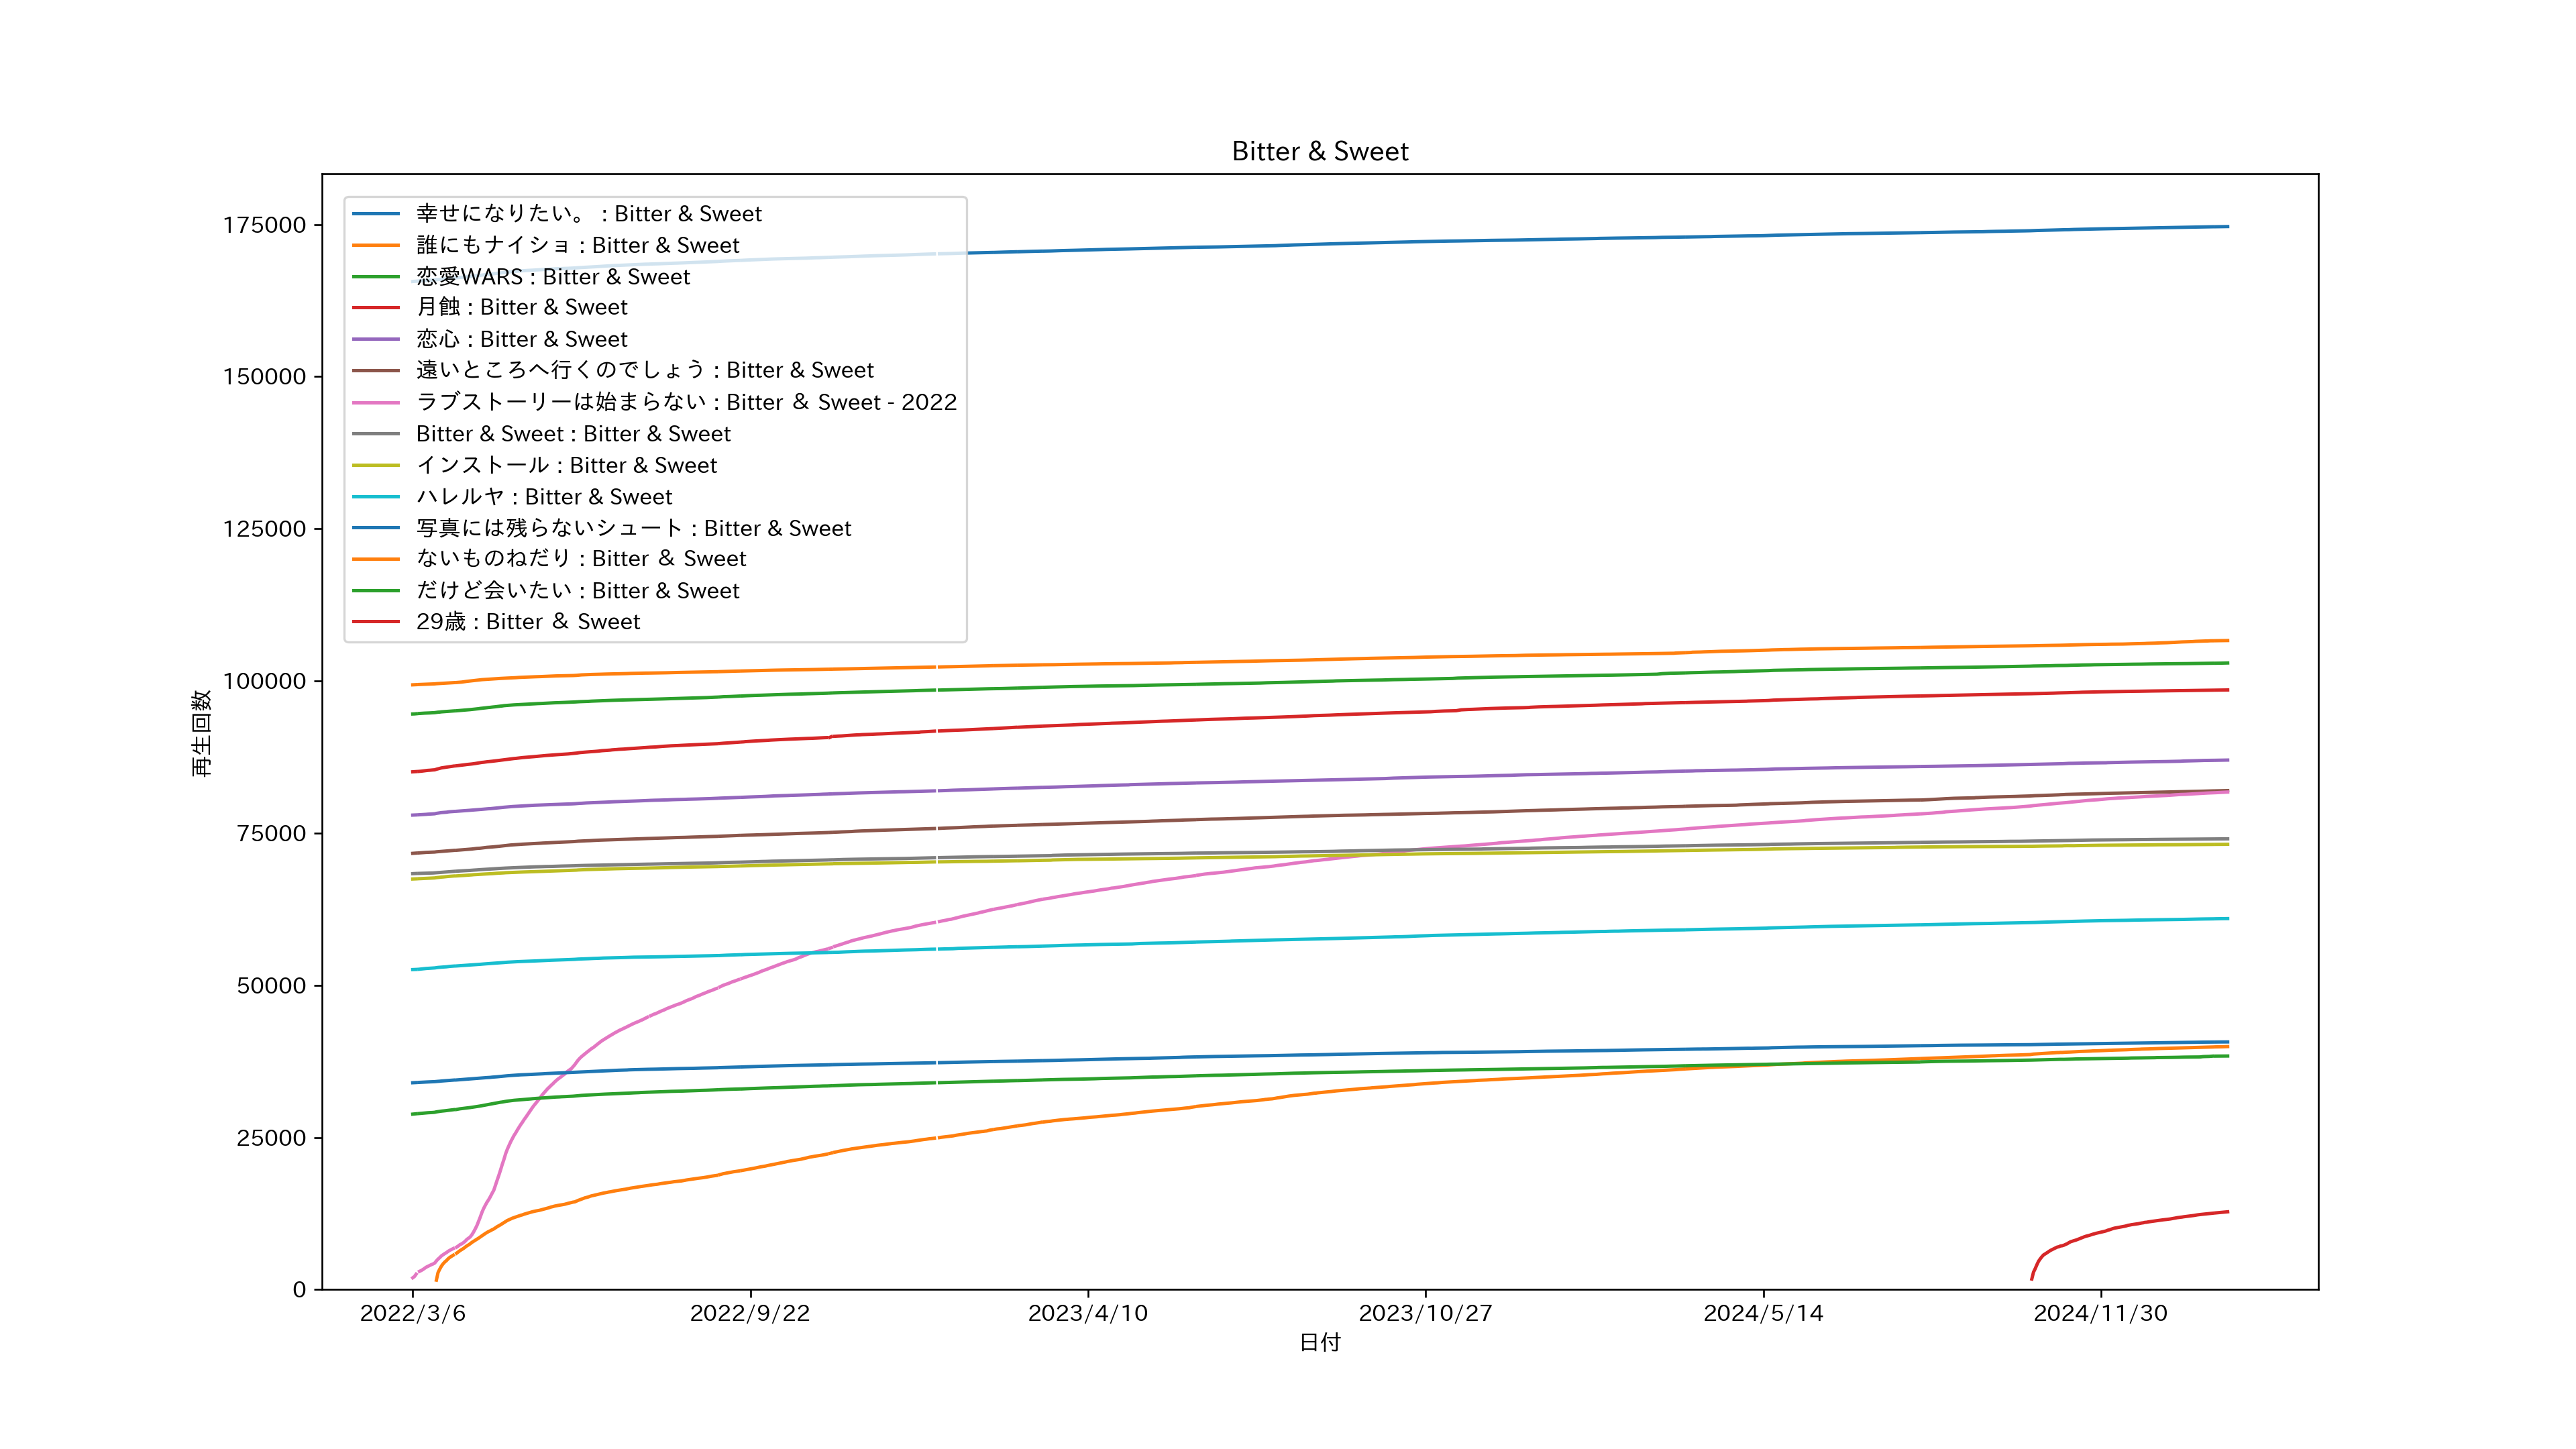 Bitter & Sweet
175000
150000
125000
100000
75000
50000
25000
0
再生回数
幸せになりたい。 : Bitter & Sweet
誰にもナイショ : Bitter & Sweet
恋愛WARS : Bitter & Sweet
月蝕 : Bitter & Sweet
恋心 : Bitter & Sweet
遠いところへ行くのでしょう : Bitter & Sweet
ラブストーリーは始まらない : Bitter ＆ Sweet - 2022
Bitter & Sweet : Bitter & Sweet
インストール : Bitter & Sweet
ハレルヤ : Bitter & Sweet
写真には残らないシュート : Bitter & Sweet
ないものねだり : Bitter ＆ Sweet
だけど会いたい : Bitter & Sweet
29歳 : Bitter ＆ Sweet
2022/3/6
2022/9/22
2023/4/10
2023/10/27
2024/5/14
2024/11/30
日付